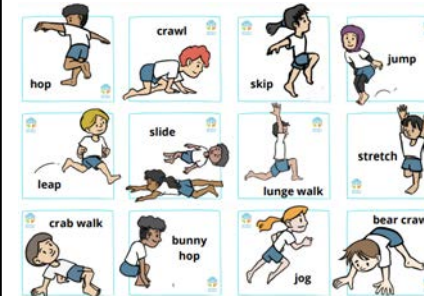 hop
crawl
skip
jump
leap
slide
lunge walk
stretch
crab walk
bunny
hop
jog
bear craw